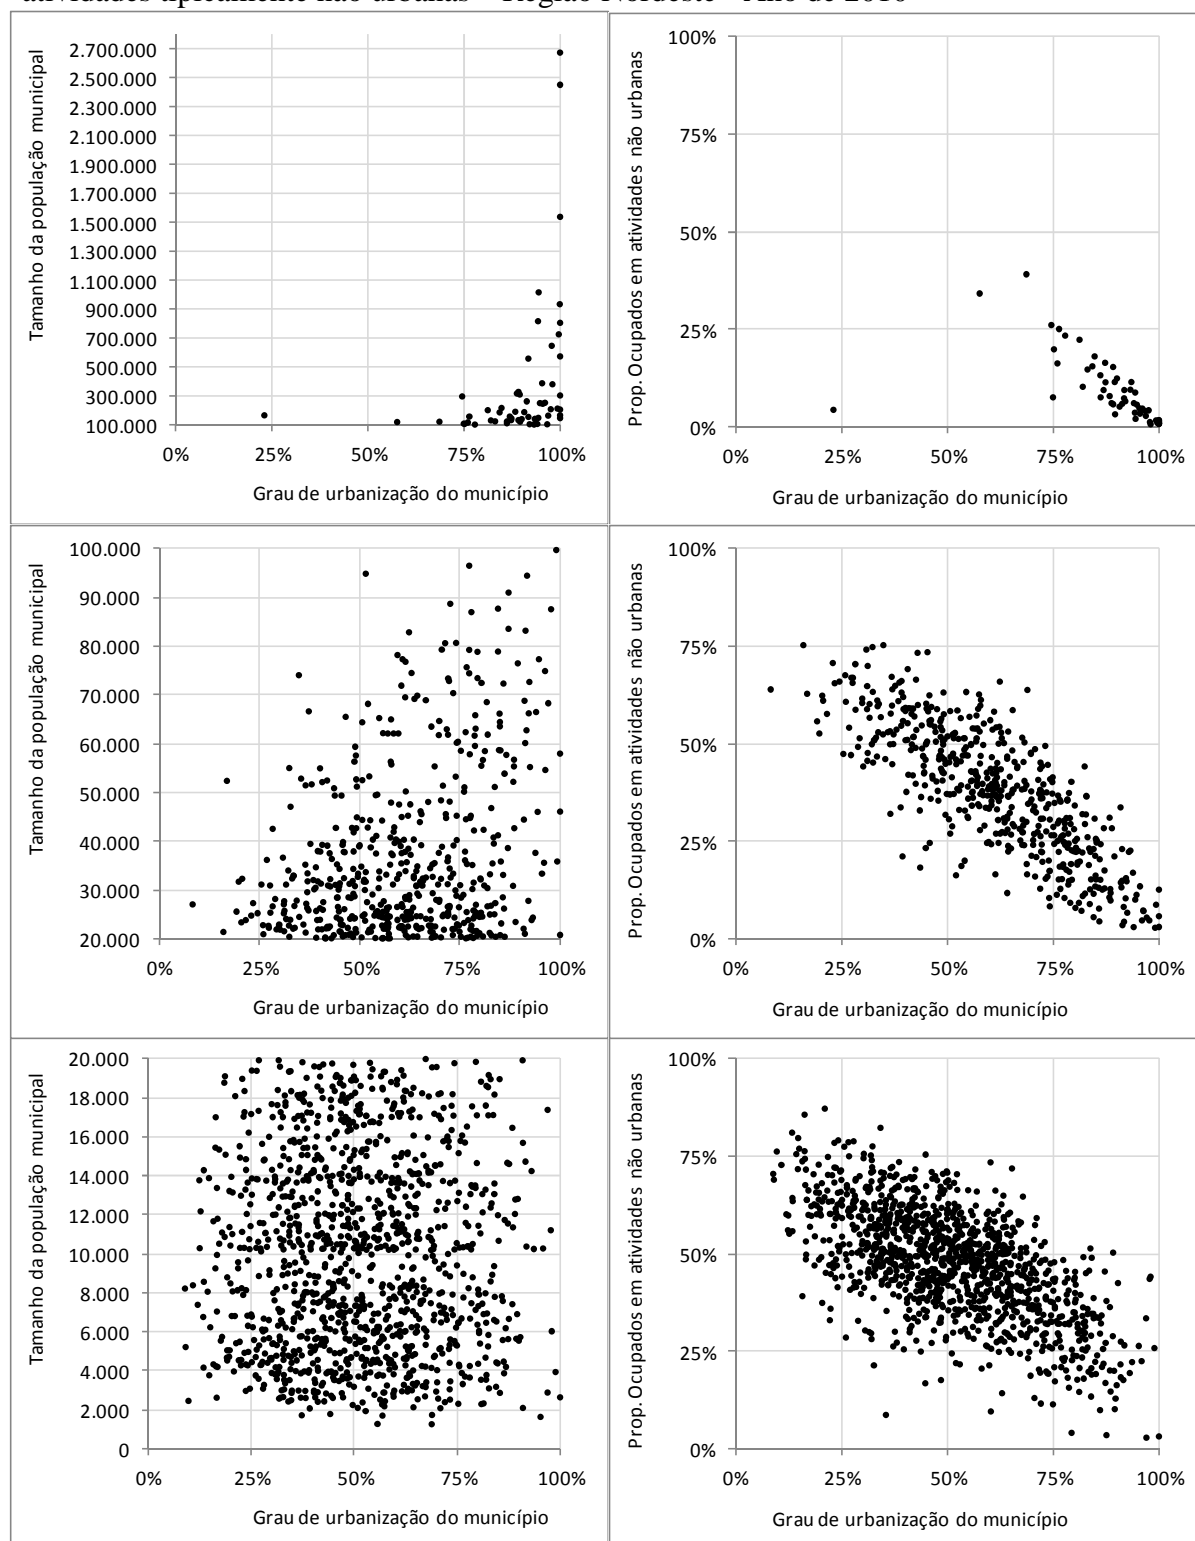 atividades tipicamente não urbanas – Região Nordeste - Ano de 2010
Tamanho da população municipal
2.700.000
2.500.000
2.300.000
2.100.000
1.900.000
1.700.000
1.500.000
1.300.000
1.100.000
900.000
700.000
500.000
300.000
100.000
0% 25% 50% 75% 100%
Grau de urbanização do município
Prop. Ocupados em atividades não urbanas
100%
75%
50%
25%
0%
0% 25% 50% 75% 100%
Grau de urbanização do município
Tamanho da população municipal
100.000
90.000
80.000
70.000
60.000
50.000
40.000
30.000
20.000
0% 25% 50% 75% 100%
Grau de urbanização do município
Prop. Ocupados em atividades não urbanas
100%
75%
50%
25%
0%
0% 25% 50% 75% 100%
Grau de urbanização do município
Tamanho da população municipal
20.000
18.000
16.000
14.000
12.000
10.000
8.000
6.000
4.000
2.000
0
0% 25% 50% 75% 100%
Grau de urbanização do município
Prop. Ocupados em atividades não urbanas
100%
75%
50%
25%
0%
0% 25% 50% 75% 100%
Grau de urbanização do município